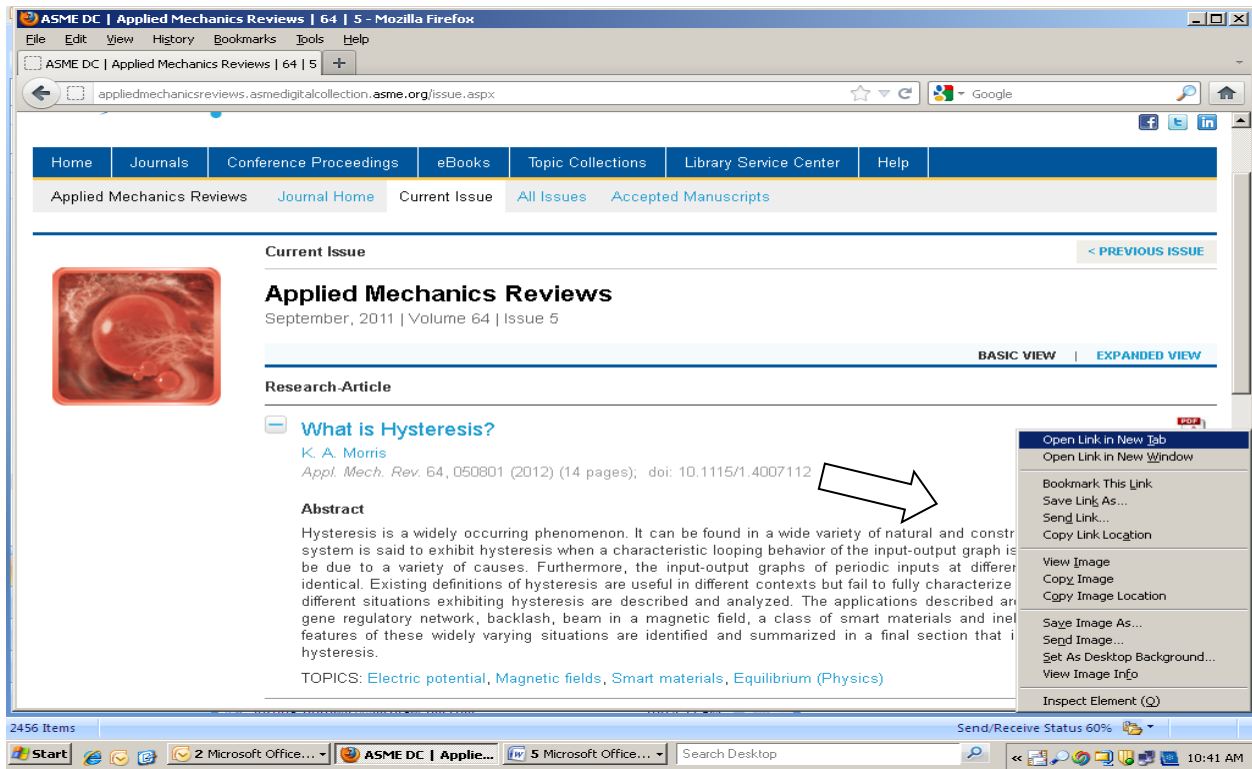 ASME DC | Applied Mechanics Reviews | 64 | 5 - Mozilla Firefox
File Edit View History Bookmarks Tools Help
ASME DC | Applied Mechanics Reviews | 64 | 5
appliedmechanicsreviews.asmedigitalcollection.asme.org/issue.aspx
Google
Home Journals Conference Proceedings eBooks Topic Collections Library Service Center Help
Applied Mechanics Reviews Journal Home Current Issue All Issues Accepted Manuscripts
Current Issue
< PREVIOUS ISSUE
Applied Mechanics Reviews
September, 2011 | Volume 64 | Issue 5
BASIC VIEW | EXPANDED VIEW
Research-Article
What is Hysteresis?
PDF
K. A. Morris
Appl. Mech. Rev. 64, 050801 (2012) (14 pages); doi: 10.1115/1.4007112
Abstract
Hysteresis is a widely occurring phenomenon. It can be found in a wide variety of natural and constr
system is said to exhibit hysteresis when a characteristic looping behavior of the input-output graph is
be due to a variety of causes. Furthermore, the input-output graphs of periodic inputs at differer
identical. Existing definitions of hysteresis are useful in different contexts but fail to fully characterize
different situations exhibiting hysteresis are described and analyzed. The applications described are
gene regulatory network, backlash, beam in a magnetic field, a class of smart materials and inel
features of these widely varying situations are identified and summarized in a final section that i
hysteresis.
TOPICS: Electric potential, Magnetic fields, Smart materials, Equilibrium (Physics)
Open Link in New Tab
Open Link in New Window
Bookmark This Link
Save Link As...
Send Link...
Copy Link Location
View Image
Copy Image
Copy Image Location
Save Image As...
Send Image...
Set As Desktop Background...
View Image Info
Inspect Element (Q)
2456 Items
Send/Receive Status 60%
Start
2 Microsoft Office...
ASME DC | Applie...
5 Microsoft Office...
Search Desktop
10:41 AM